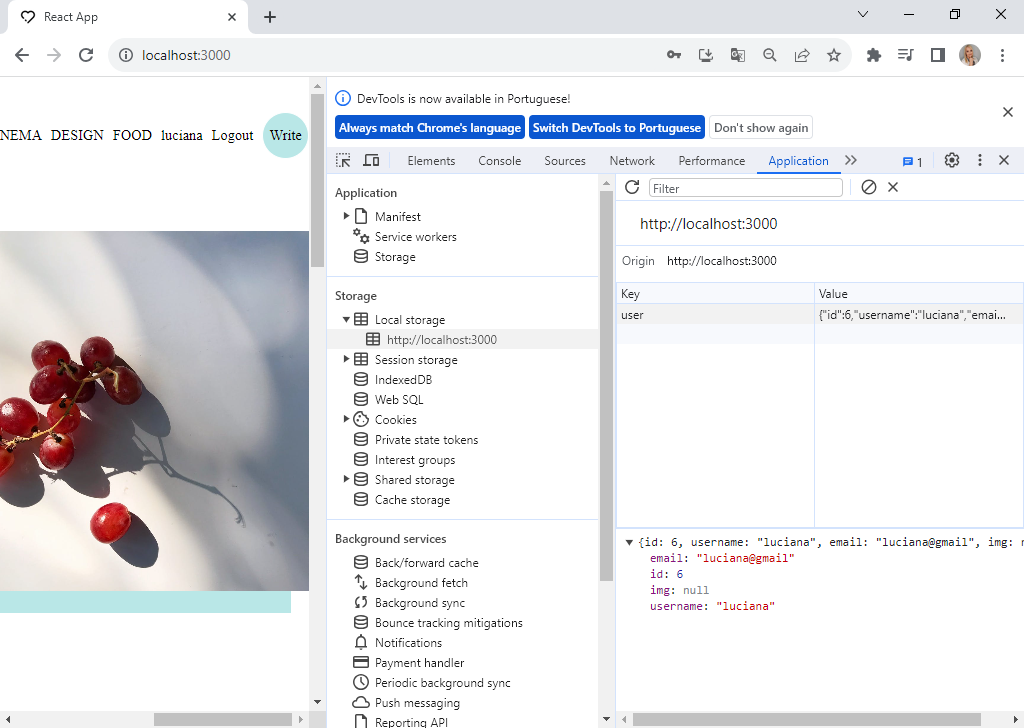 React App
localhost:3000
DevTools is now available in Portuguese!
Always match Chrome's language
Switch DevTools to Portuguese
Don't show again
NEMA DESIGN FOOD luciana Logout Write
Elements Console Sources Network Performance Application 1
Application
Manifest
Service workers
Storage
Storage
Local storage
http://localhost:3000
Session storage
IndexedDB
Web SQL
Cookies
Private state tokens
Interest groups
Shared storage
Cache storage
Background services
Back/forward cache
Background fetch
Background sync
Bounce tracking mitigations
Notifications
Payment handler
Periodic background sync
Push messaging
Reporting API
Filter
http://localhost:3000
Origin http://localhost:3000
Key Value
user {"id":6,"username":"luciana","emai...
{id: 6, username: "luciana", email: "luciana@gmail", img: n
email: "luciana@gmail"
id: 6
img: null
username: "luciana"